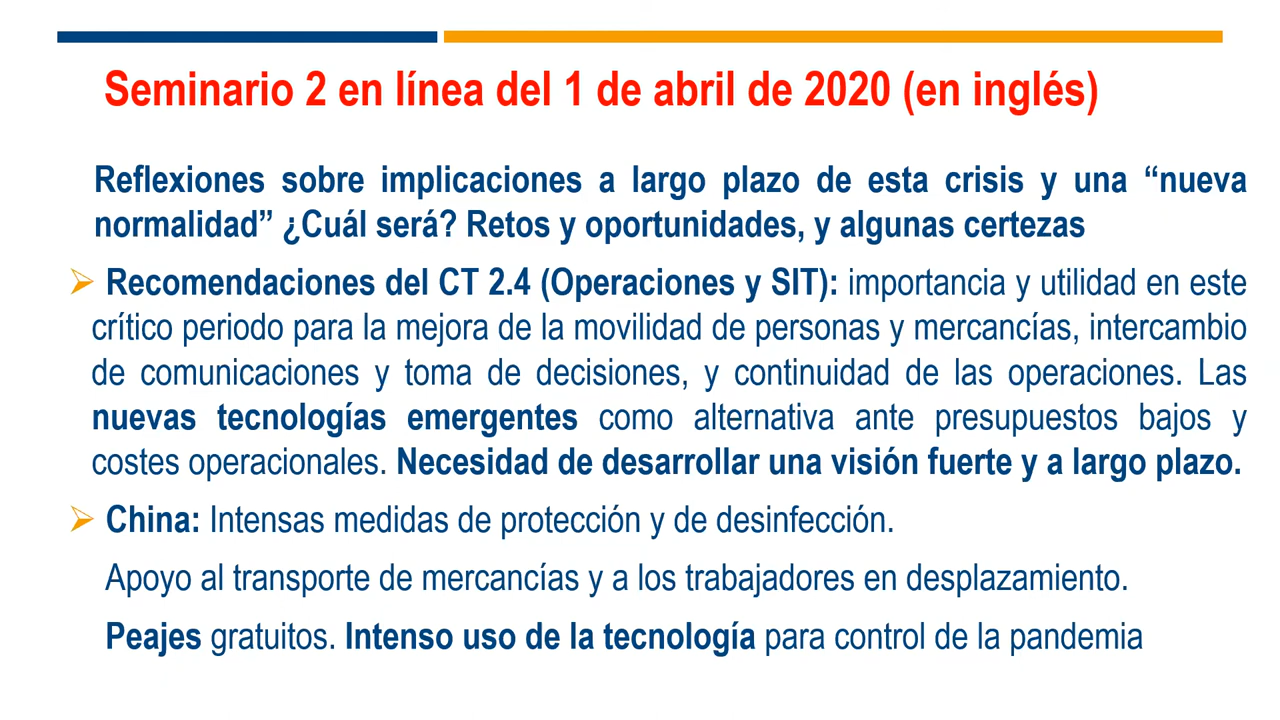 Seminario 2 en línea del 1 de abril de 2020 (en inglés)
Reflexiones sobre implicaciones a largo plazo de esta crisis y una “nueva
normalidad” ¿Cuál será? Retos y oportunidades, y algunas certezas
➢ Recomendaciones del CT 2.4 (Operaciones y SIT): importancia y utilidad en este
crítico periodo para la mejora de la movilidad de personas y mercancías, intercambio
de comunicaciones y toma de decisiones, y continuidad de las operaciones. Las
nuevas tecnologías emergentes como alternativa ante presupuestos bajos y
costes operacionales. Necesidad de desarrollar una visión fuerte y a largo plazo.
➢ China: Intensas medidas de protección y de desinfección.
Apoyo al transporte de mercancías y a los trabajadores en desplazamiento.
Peajes gratuitos. Intenso uso de la tecnología para control de la pandemia